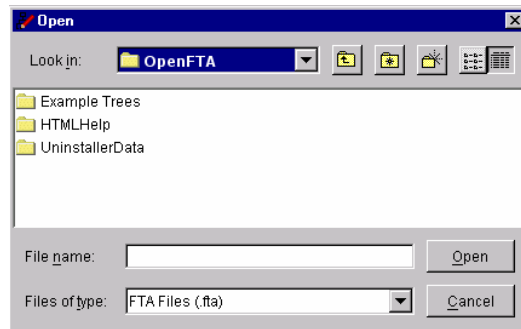 Open
Look in: OpenFTA
Example Trees
HTMLHelp
UninstallerData
File name: Open
Files of type: FTA Files (.fta) Cancel